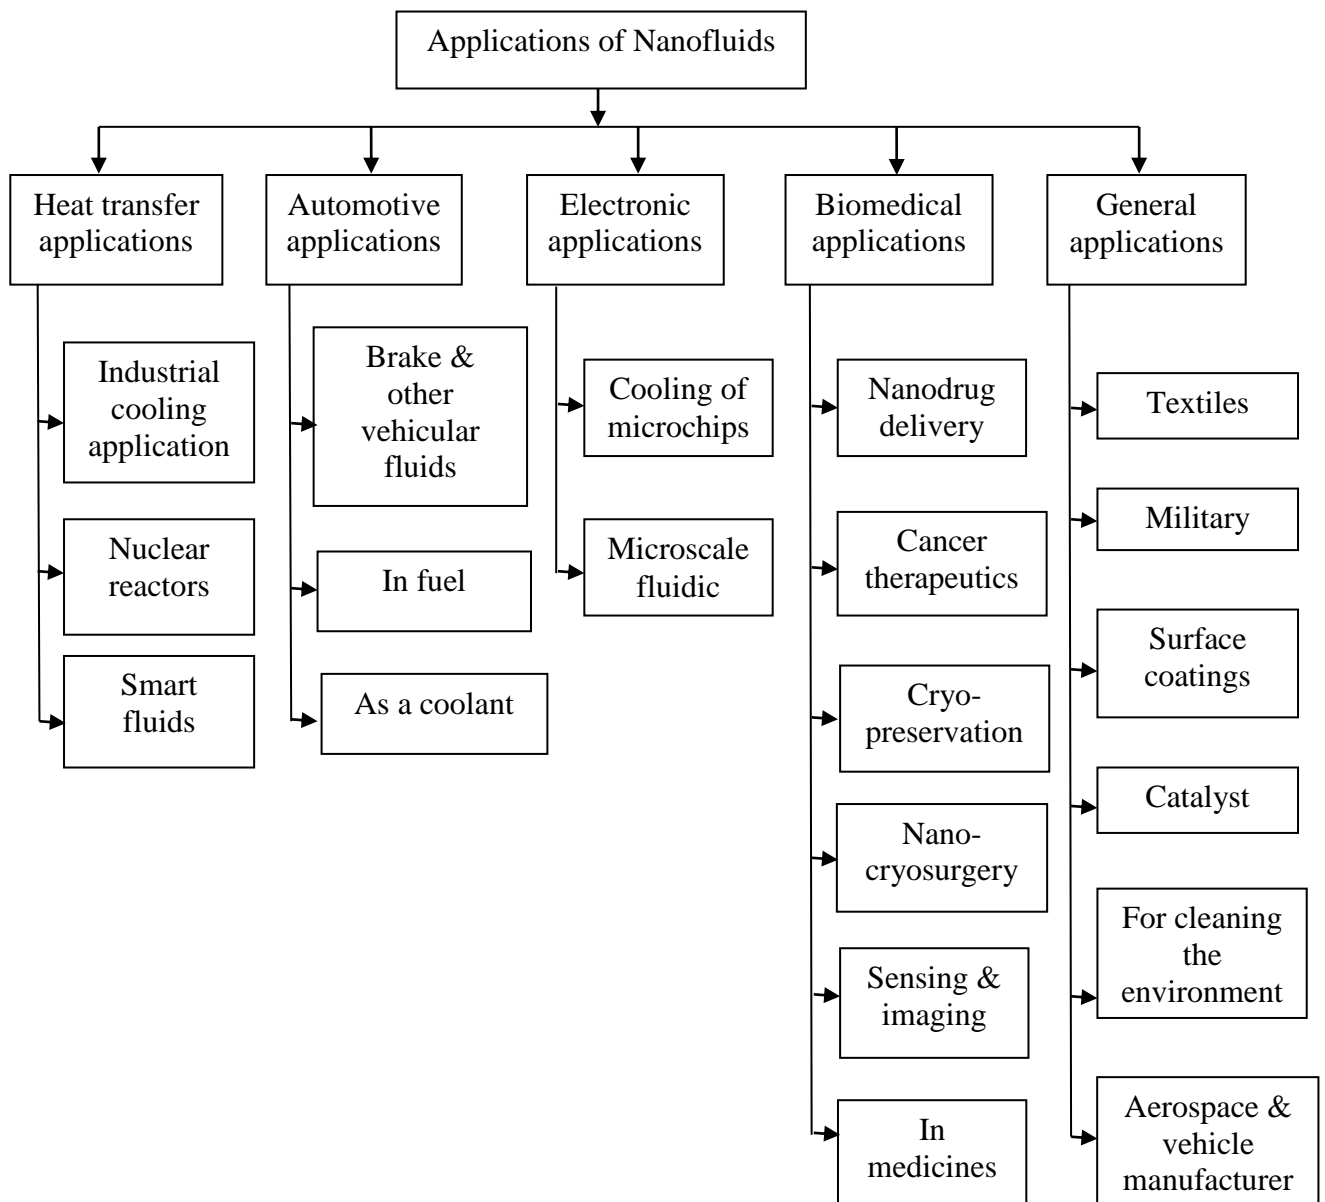 Applications of Nanofluids
Heat transfer
applications
Automotive
applications
Electronic
applications
Biomedical
applications
General
applications
Industrial
cooling
application
Nuclear
reactors
Smart
fluids
Brake &
other
vehicular
fluids
In fuel
As a coolant
Cooling of
microchips
Microscale
fluidic
Nanodrug
delivery
Cancer
therapeutics
Cryo-
preservation
Nano-
cryosurgery
Sensing &
imaging
In
medicines
Textiles
Military
Surface
coatings
Catalyst
For cleaning
the
environment
Aerospace &
vehicle
manufacturer